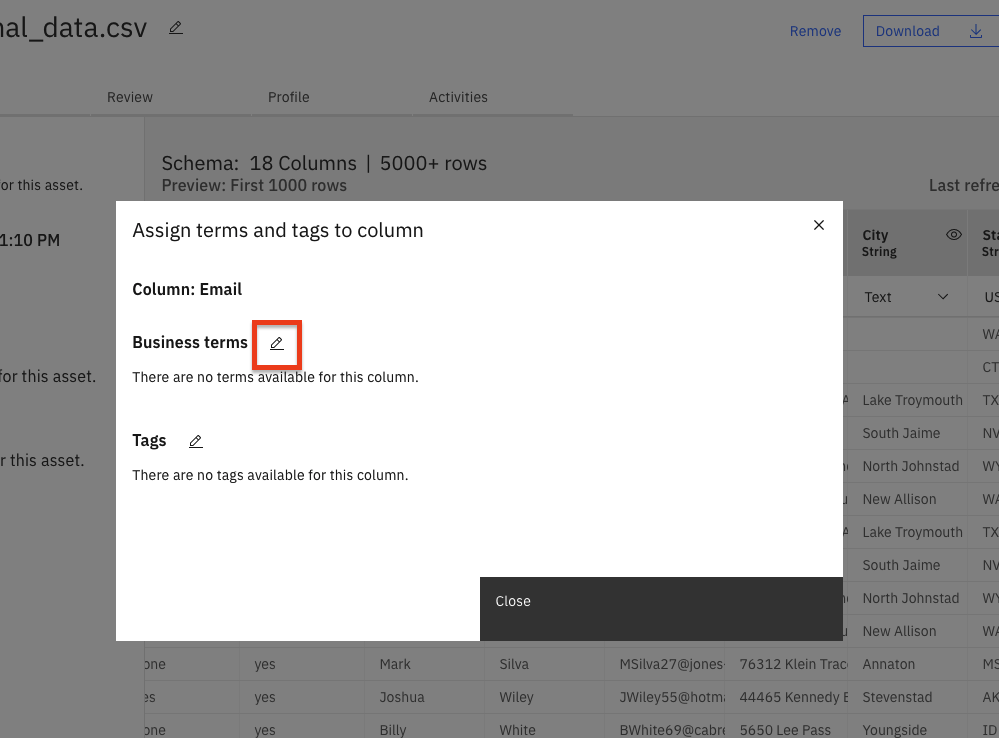 nal_data.csv
Remove
Download
Review
Profile
Activities
Schema: 18 Columns | 5000+ rows
or this asset.
Preview: First 1000 rows
Last refre
1:10 PM
Assign terms and tags to column
City
String
Sta
Str
Column: Email
Text
US
Business terms
WA
There are no terms available for this column.
for this asset.
CT
Lake Troymouth
TX
Tags
South Jaime
NV
r this asset.
North Johnstad
WY
There are no tags available for this column.
New Allison
WA
Lake Troymouth
TX
South Jaime
NV
Close
North Johnstad
WY
New Allison
WA
one yes Mark Silva MSilva27@jones- 76312 Klein Trac Annaton MS
es yes Joshua Wiley JWiley55@hotma 44465 Kennedy E Stevenstad AK
one yes Billy White BWhite69@cabre 5650 Lee Pass Youngside ID